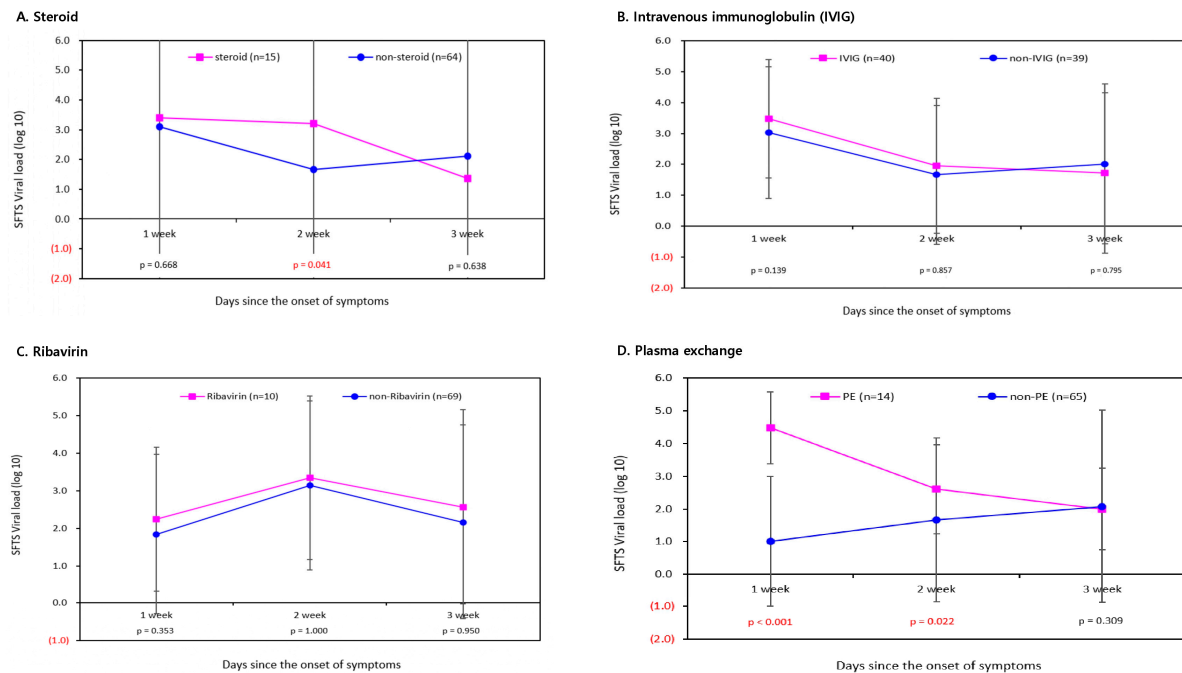 A. Steroid
6.0
5.0
4.0
3.0
2.0
1.0
0.0
(1.0)
(2.0)
SFTS Viral load (log 10)
steroid (n=15)
non-steroid (n=64)
1 week
2 week
3 week
p = 0.668
p = 0.041
p = 0.638
Days since the onset of symptoms
B. Intravenous immunoglobulin (IVIG)
6.0
5.0
4.0
3.0
2.0
1.0
0.0
(1.0)
(2.0)
SFTS Viral load (log 10)
IVIG (n=40)
non-IVIG (n=39)
1 week
2 week
3 week
p = 0.139
p = 0.857
p = 0.795
Days since the onset of symptoms
C. Ribavirin
6.0
5.0
4.0
3.0
2.0
1.0
0.0
(1.0)
SFTS Viral load (log 10)
Ribavirin (n=10)
non-Ribavirin (n=69)
1 week
2 week
3 week
p = 0.353
p = 1.000
p = 0.950
Days since the onset of symptoms
D. Plasma exchange
6.0
5.0
4.0
3.0
2.0
1.0
0.0
(1.0)
(2.0)
SFTS Viral load (log 10)
PE (n=14)
non-PE (n=65)
1 week
2 week
3 week
p < 0.001
p = 0.022
p = 0.309
Days since the onset of symptoms